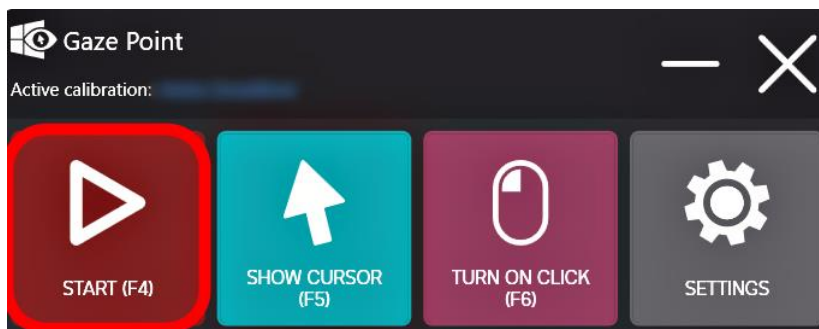 Gaze Point
Active calibration:
START (F4)
SHOW CURSOR
(F5)
TURN ON CLICK
(F6)
SETTINGS